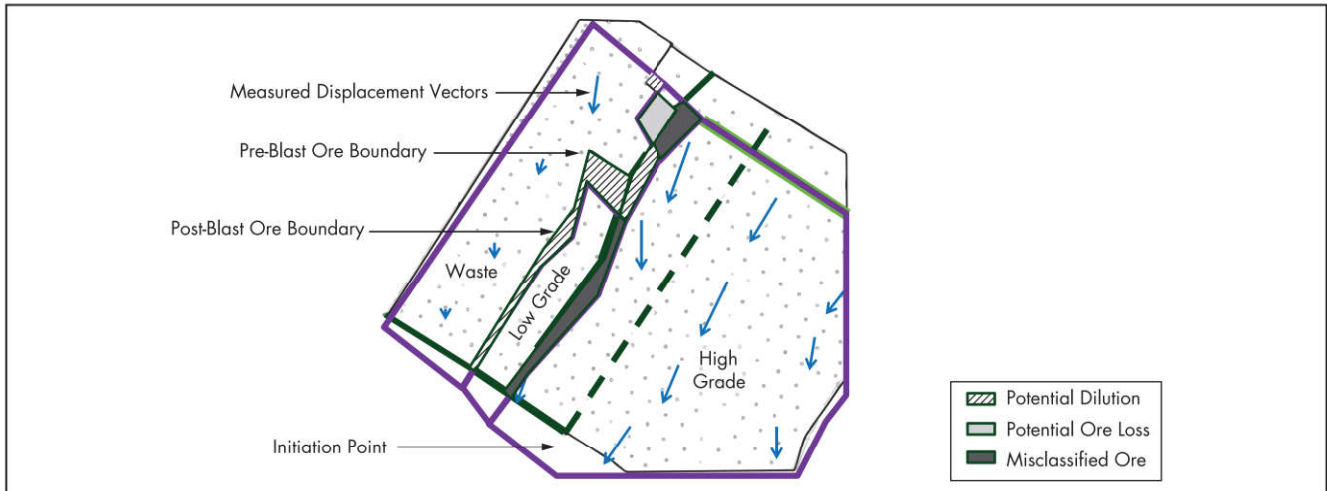 Measured Displacement Vectors
Pre-Blast Ore Boundary
Post-Blast Ore Boundary
Waste
Low Grade
High
Grade
Initiation Point
Potential Dilution
Potential Ore Loss
Misclassified Ore